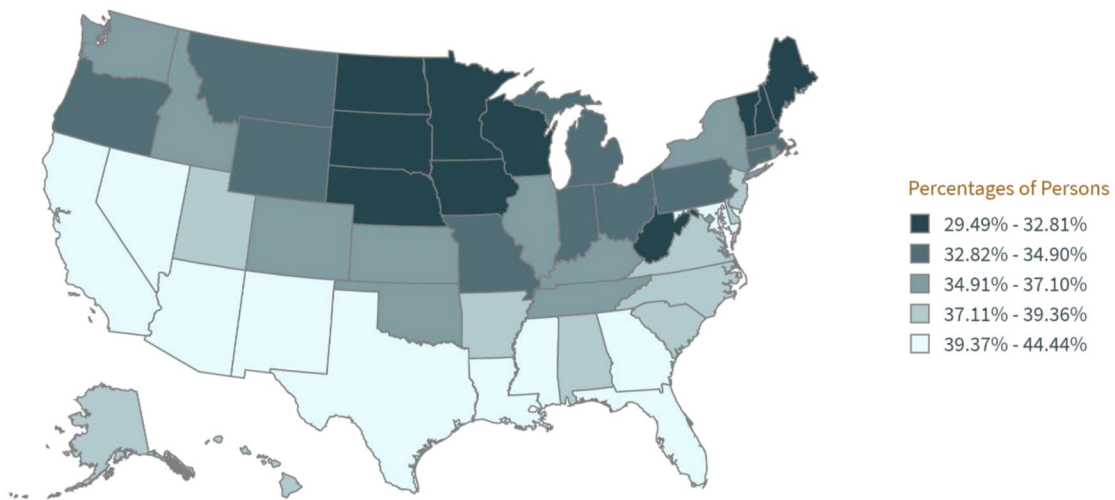 Percentages of Persons
29.49% - 32.81%
32.82% - 34.90%
34.91% - 37.10%
37.11% - 39.36%
39.37% - 44.44%